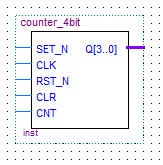 counter_4bit
SET_N Q[3..0]
CLK
RST_N
CLR
CNT
inst